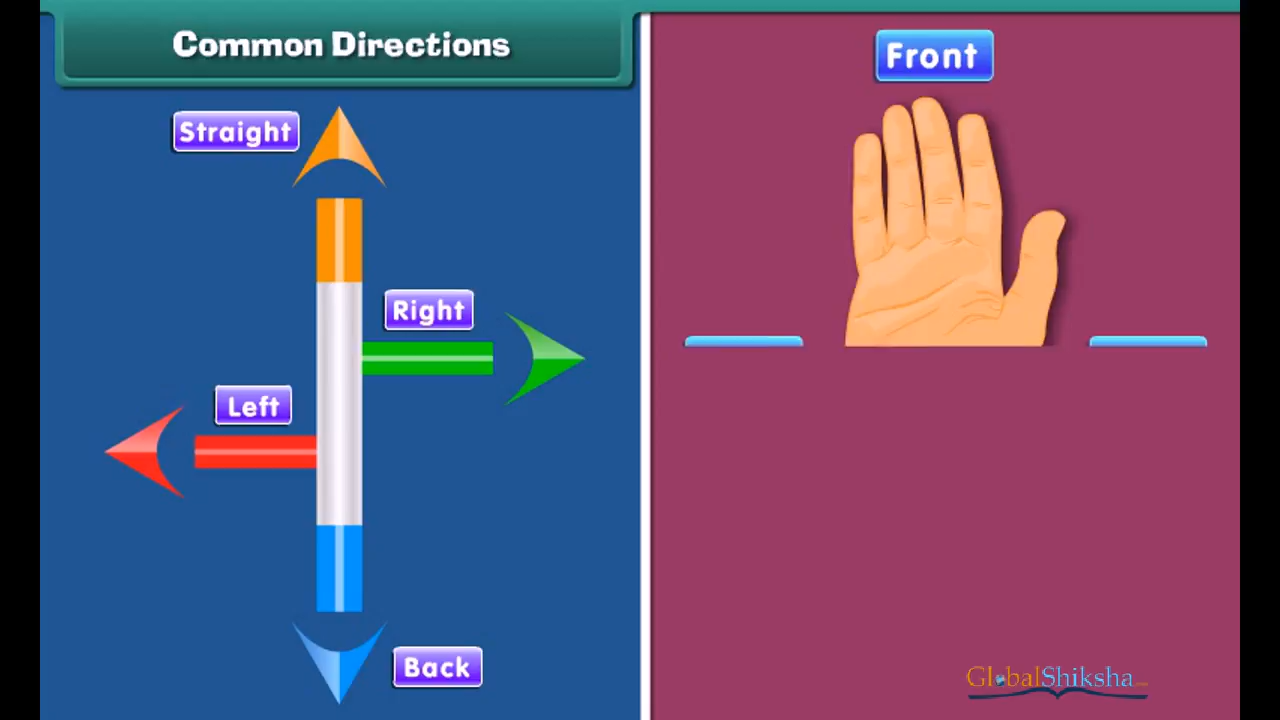 Common Directions
Straight
Right
Left
Back
Front
GlobalShiksha